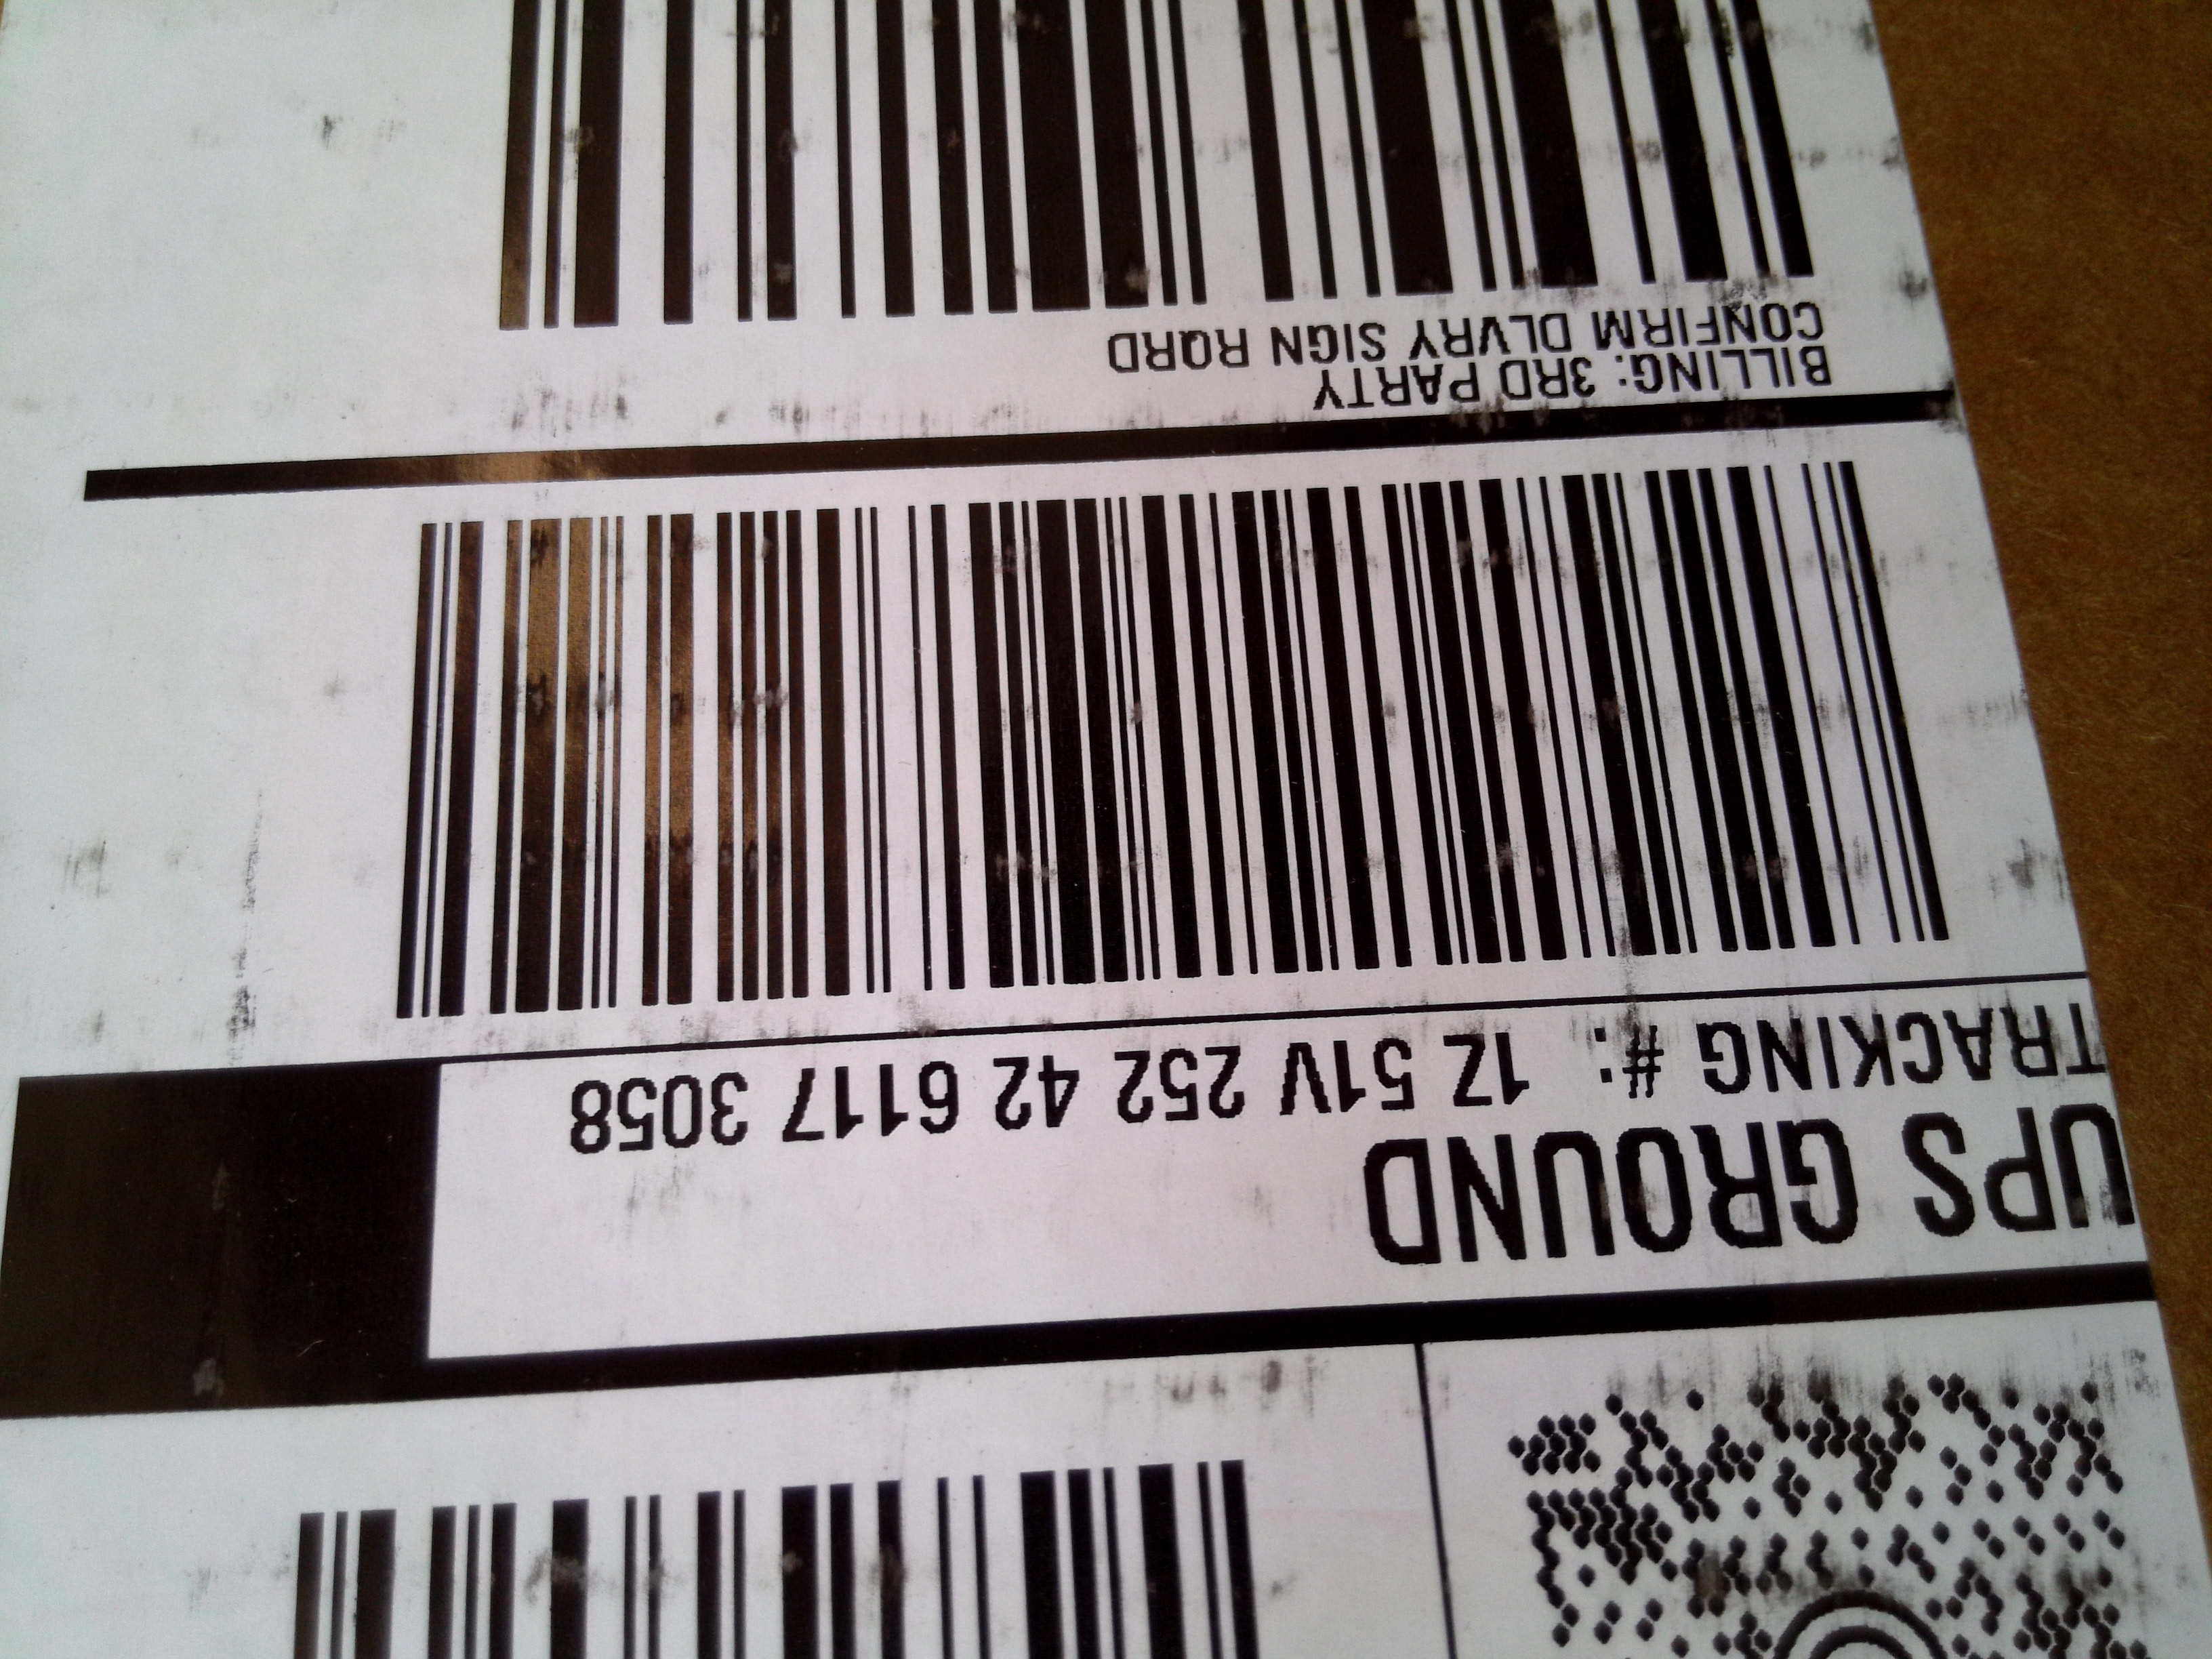 UPS GROUND
TRACKING #: 1Z 51V 252 42 6117 3058
BILLING: 3RD PARTY
CONFIRM DLVRY SIGN RQRD